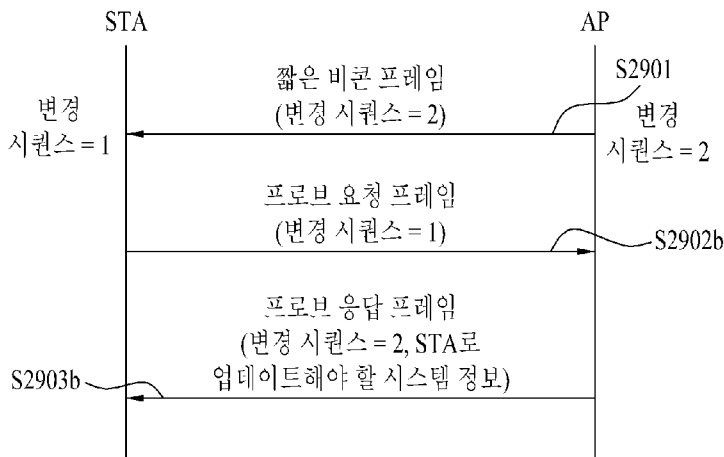 STA
AP
짧은 비콘 프레임
(변경 시퀀스 = 2)
S2901
변경
시퀀스 = 1
변경
시퀀스 = 2
프로브 요청 프레임
(변경 시퀀스 = 1)
S2902b
프로브 응답 프레임
(변경 시퀀스 = 2, STA로
업데이트해야 할 시스템 정보)
S2903b